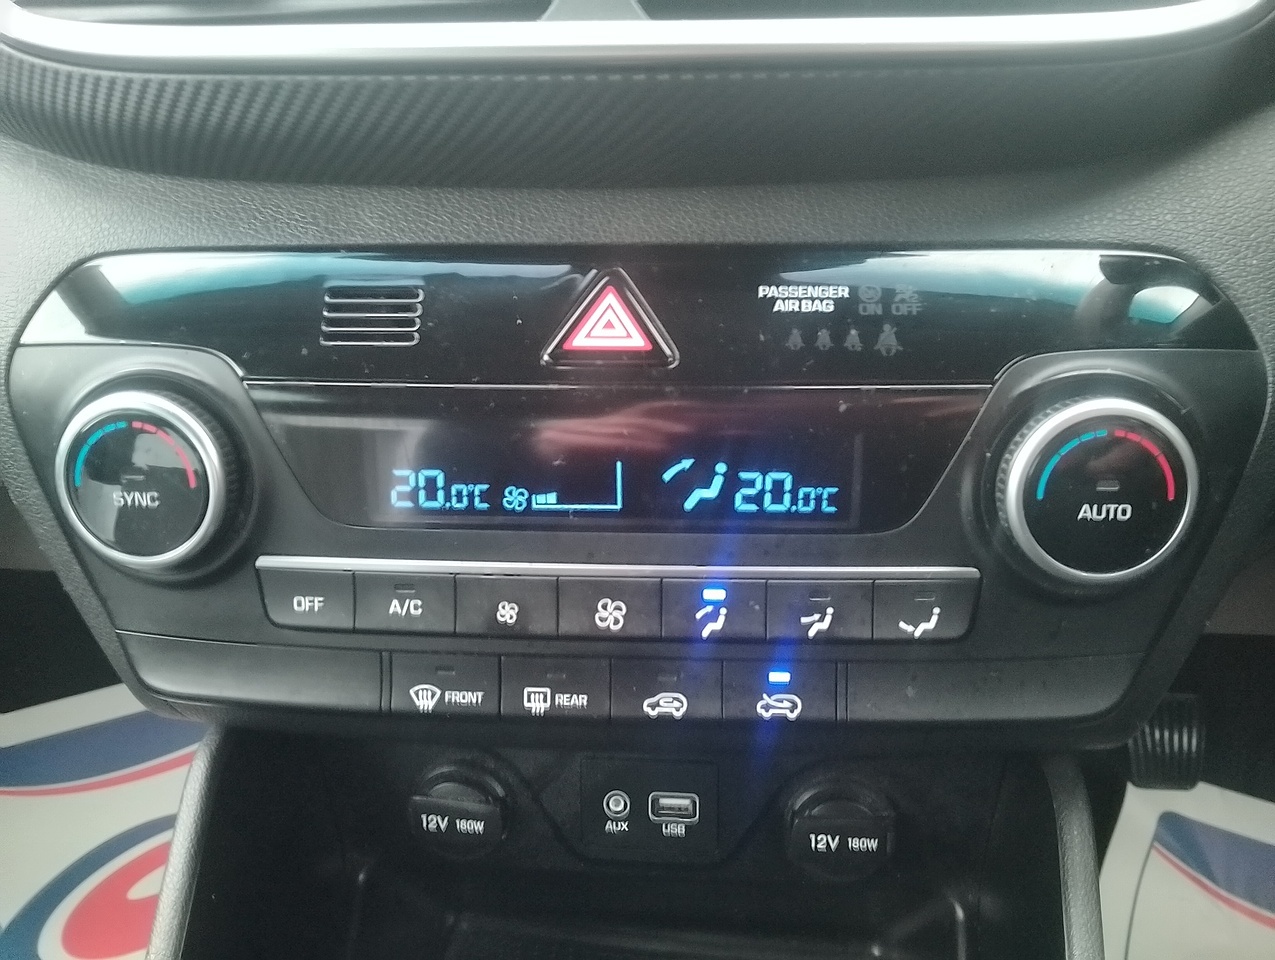 PASSENGER
AIR BAG
ON OFF
20.0°C 20.0°C
SYNC
AUTO
OFF A/C
FRONT REAR
12V 180W
AUX USB
12V 180W